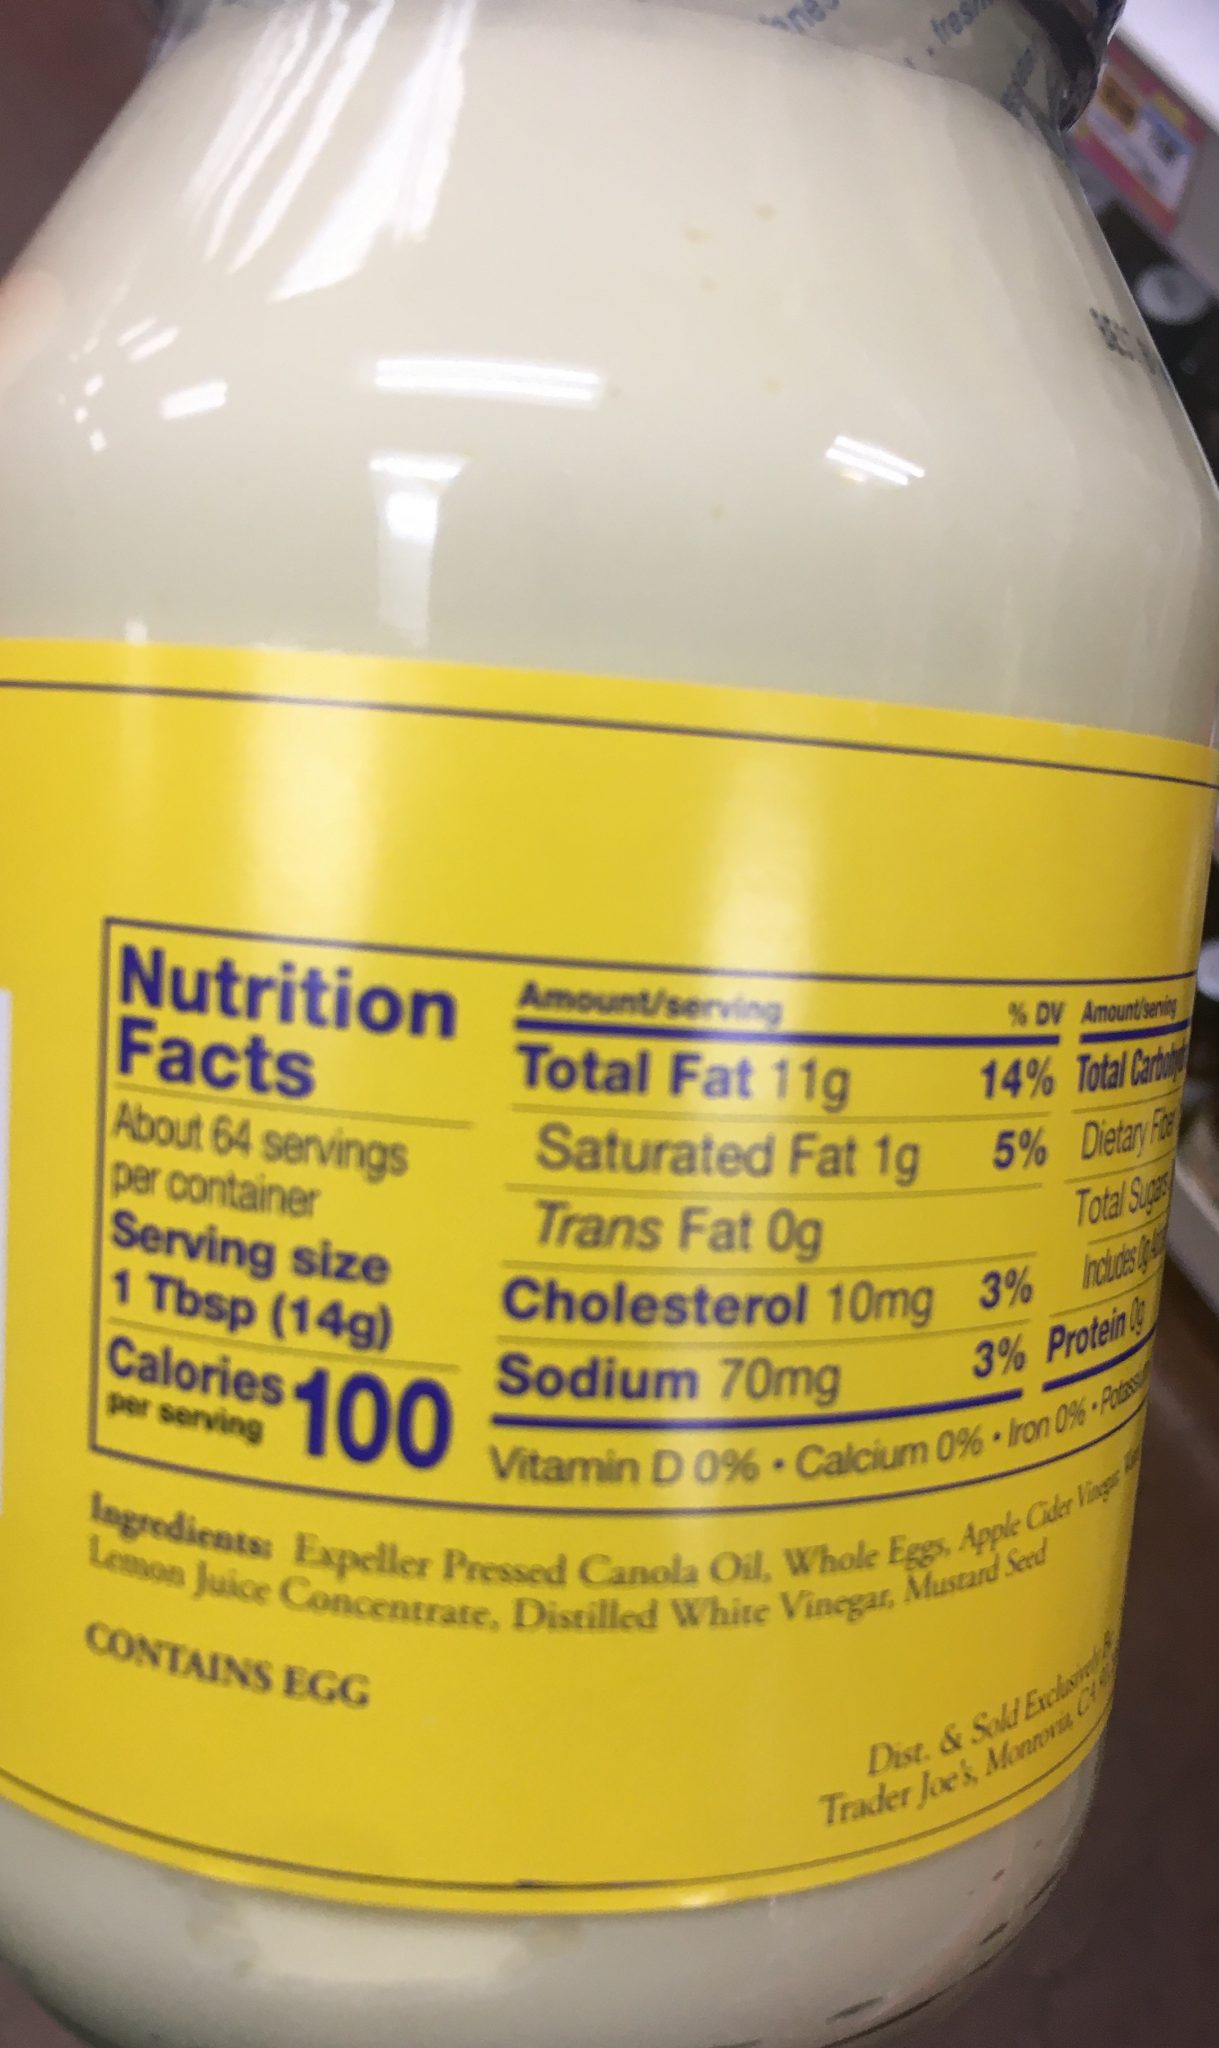 Nutrition
Facts
About 64 servings
per container
Serving size
1 Tbsp (14g)
Calories 100
per serving
Amount/serving % DV
Total Fat 11g 14%
Saturated Fat 1g 5%
Trans Fat 0g
Cholesterol 10mg 3%
Sodium 70mg 3%
Amount/serving
Total
Dietary
Total
Includes 0g
Protein 0g
Vitamin D 0% • Calcium 0% • Iron 0% •
Ingredients: Expeller Pressed Canola Oil, Whole Eggs, Apple Cider Vinegar,
Lemon Juice Concentrate, Distilled White Vinegar, Mustard Seed
CONTAINS EGG
Dist. & Sold Exclusively
Trader Joe's, Monrovia, CA